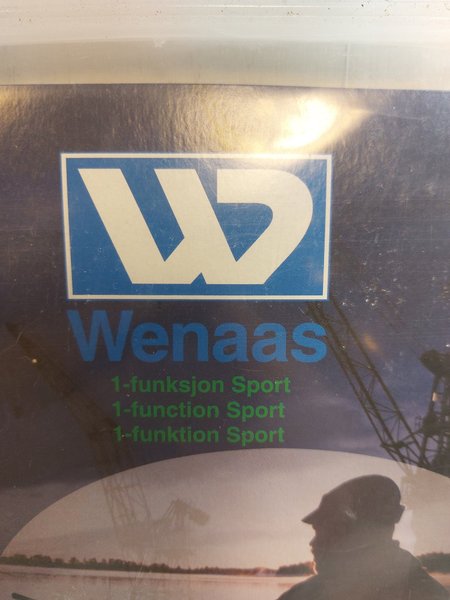 Wenaas
1-funksjon Sport
1-function Sport
1-funktion Sport